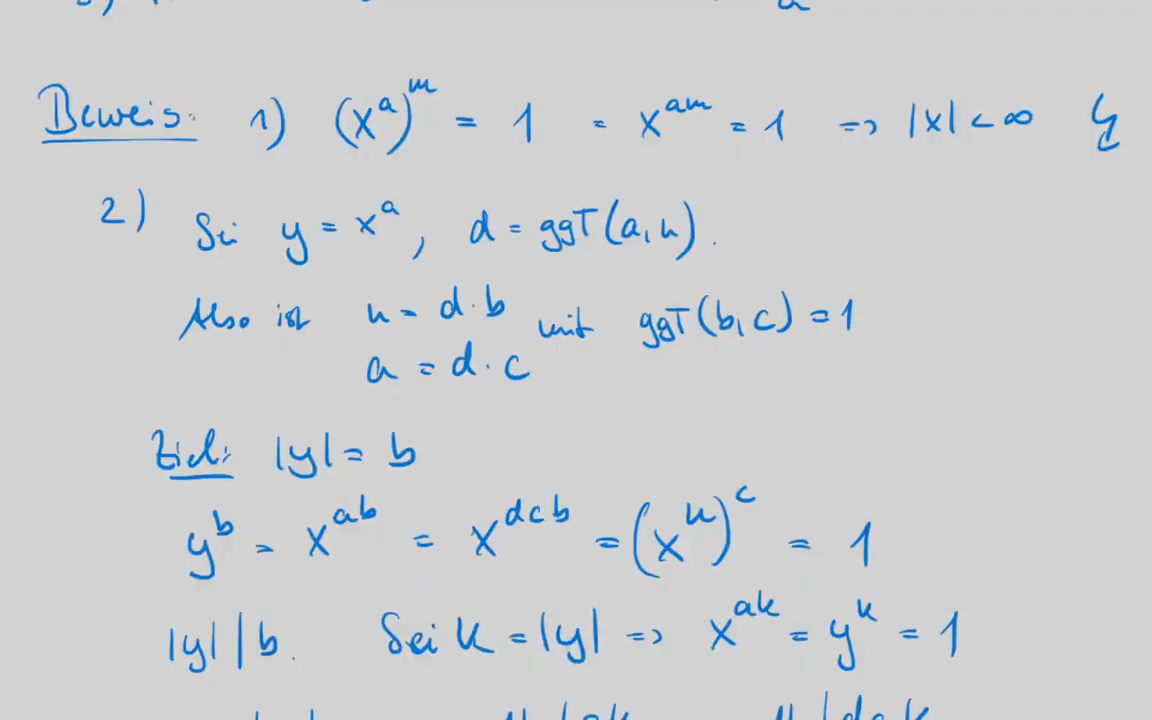 Beweis: 1) (x^a)^m = 1 = x^{am} = 1 => |x| < ∞ ↯
2) Sei y = x^a, d = ggT(a,n).
Also ist n = d·b mit ggT(b,c) = 1
a = d·c
Ziel: |y| = b
y^b = x^{ab} = x^{dcb} = (x^n)^c = 1
|y| | b. Sei k = |y| => x^{ak} = y^k = 1